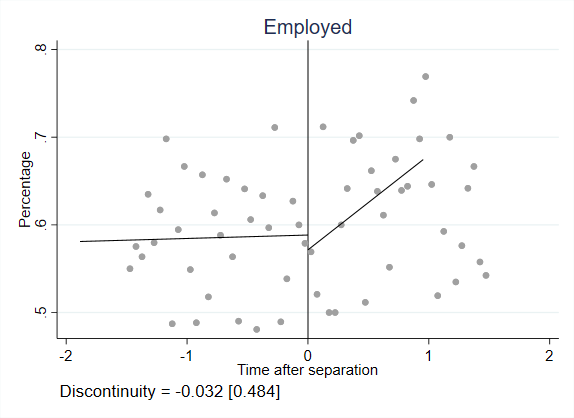 Employed
.8
.7
.6
.5
Percentage
-2 -1 0 1 2
Time after separation
Discontinuity = -0.032 [0.484]